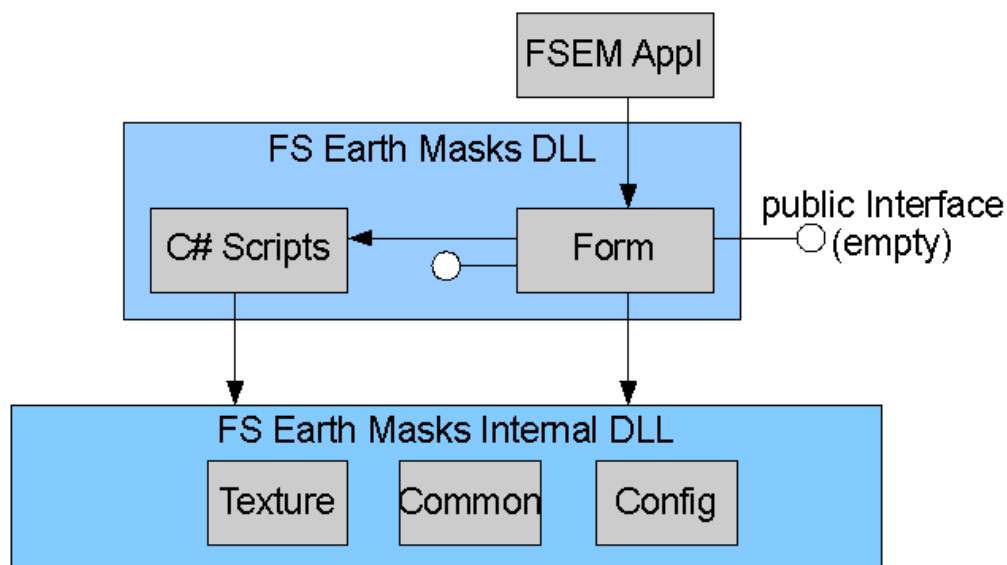 FSEM Appl
FS Earth Masks DLL
public Interface
(empty)
C# Scripts
Form
FS Earth Masks Internal DLL
Texture
Common
Config